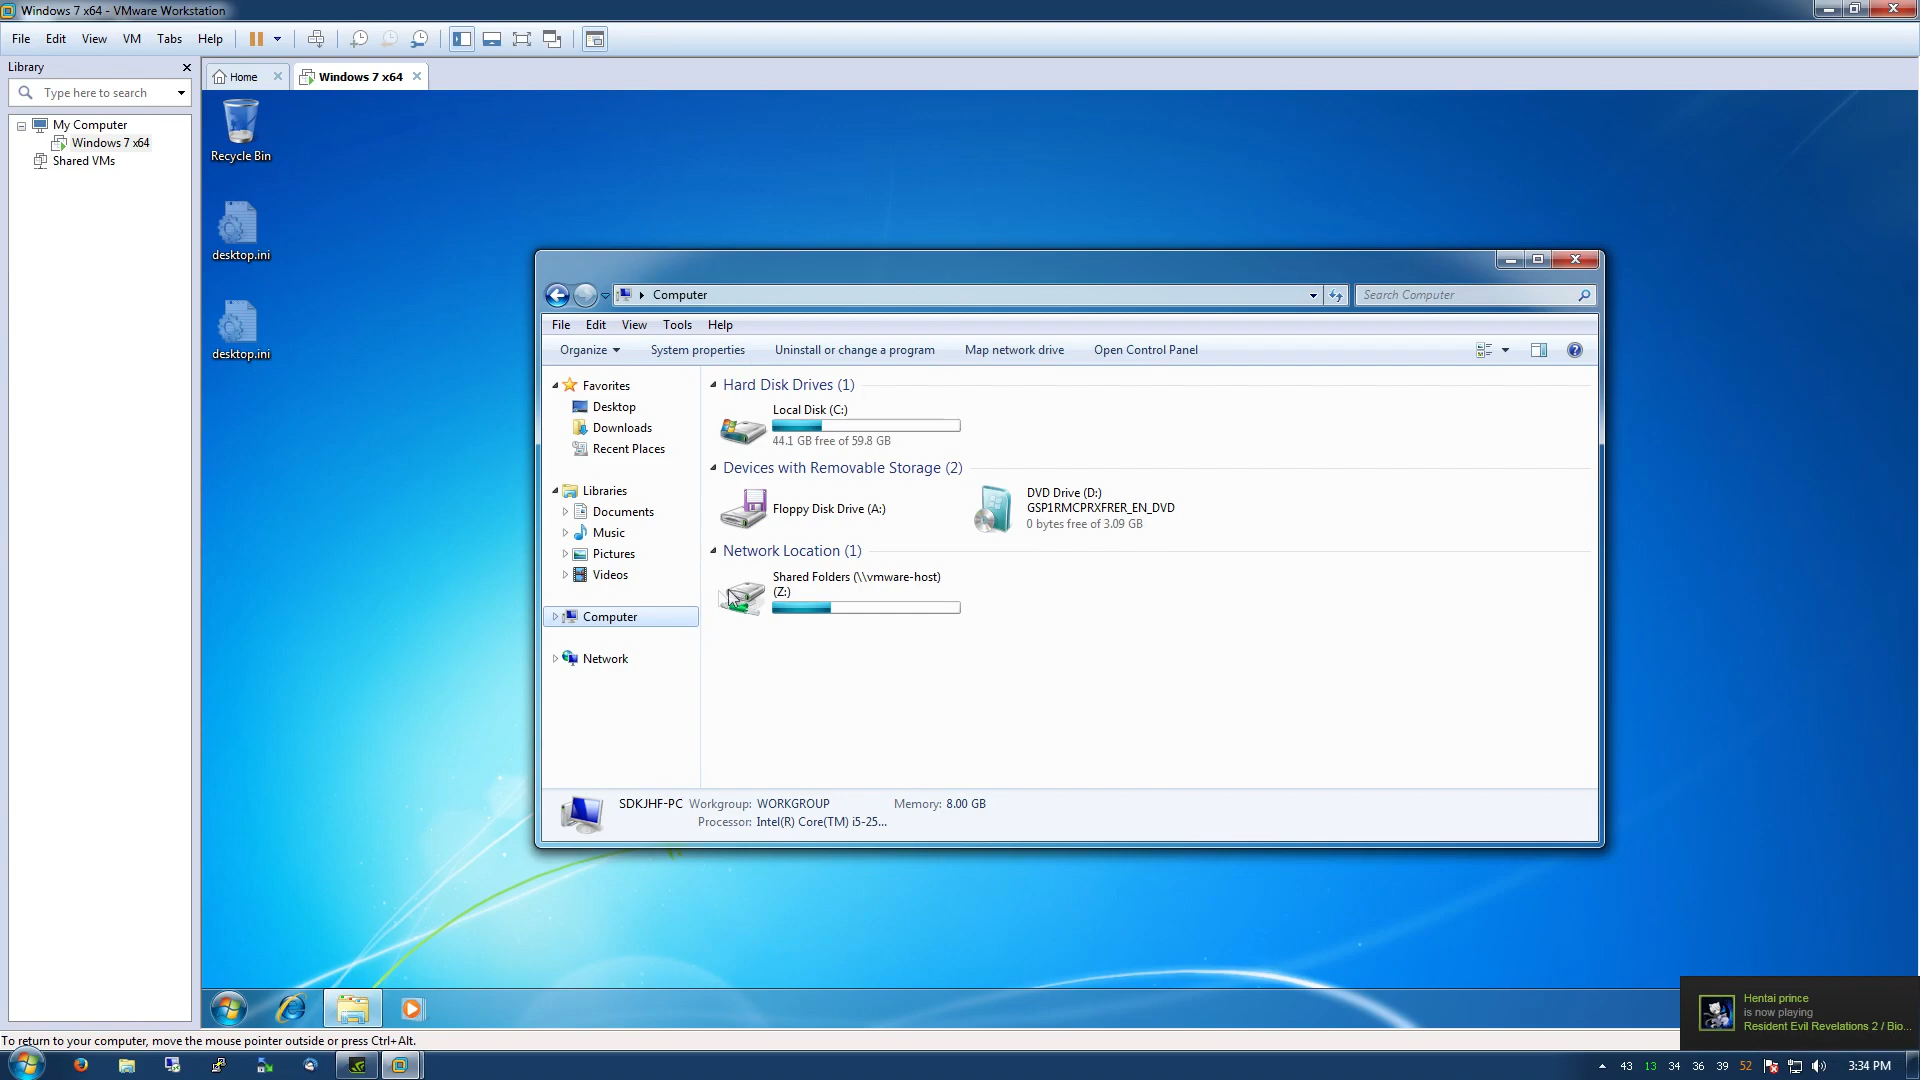 Windows 7 x64 - VMware Workstation
File Edit View VM Tabs Help
Library
Type here to search
My Computer
Windows 7 x64
Shared VMs
Home
Windows 7 x64
Recycle Bin
desktop.ini
desktop.ini
Computer
Search Computer
File Edit View Tools Help
Organize System properties Uninstall or change a program Map network drive Open Control Panel
Favorites
Desktop
Downloads
Recent Places
Libraries
Documents
Music
Pictures
Videos
Computer
Network
Hard Disk Drives (1)
Local Disk (C:)
44.1 GB free of 59.8 GB
Devices with Removable Storage (2)
Floppy Disk Drive (A:)
DVD Drive (D:)
GSP1RMCPRXFRER_EN_DVD
0 bytes free of 3.09 GB
Network Location (1)
Shared Folders (\\vmware-host)
(Z:)
SDKJHF-PC Workgroup: WORKGROUP Memory: 8.00 GB
Processor: Intel(R) Core(TM) i5-25...
Hentai prince
is now playing
Resident Evil Revelations 2 / Bio...
To return to your computer, move the mouse pointer outside or press Ctrl+Alt.
43 13 34 36 39 52 3:34 PM